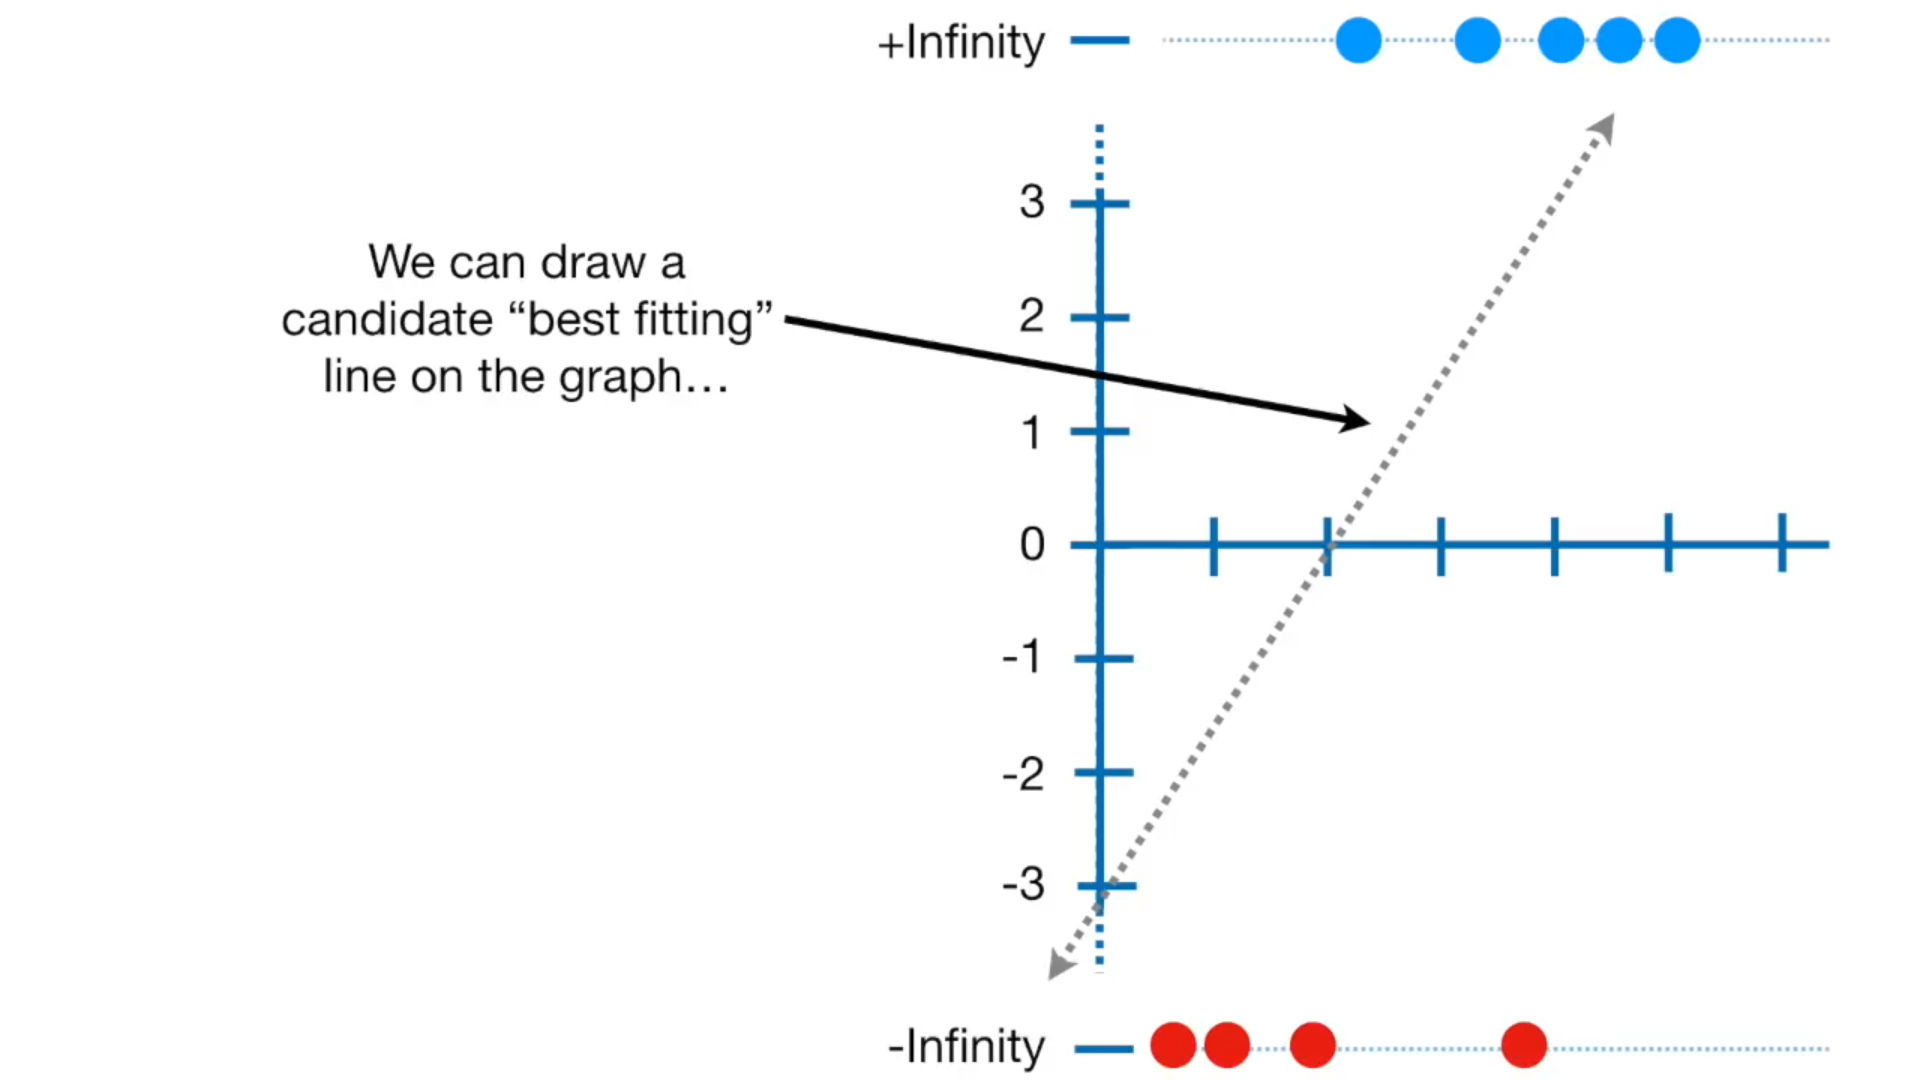 +Infinity
3
We can draw a
candidate “best fitting”
line on the graph…
2
1
0
-1
-2
-3
-Infinity